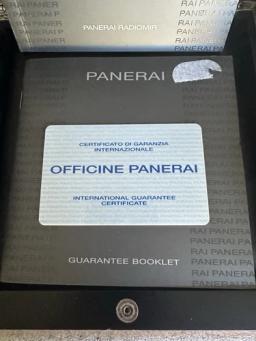 PANERAI RADIOMIR
PANERAI
CERTIFICATO DI GARANZIA
INTERNAZIONALE
OFFICINE PANERAI
INTERNATIONAL GUARANTEE
CERTIFICATE
GUARANTEE BOOKLET